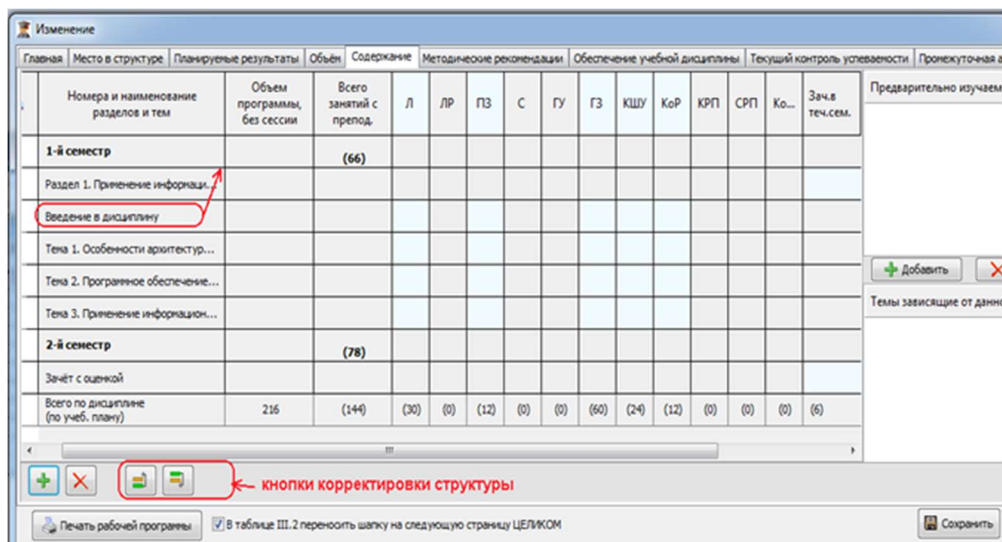 Изменение
Главная Место в структуре Планируемые результаты Объём Содержание Методические рекомендации Обеспечение учебной дисциплины Текущий контроль успеваемости Промежуточная а
Номера и наименование разделов и тем Объем программы, без сессии Всего занятий с препод. Л ЛР ПЗ С ГУ ГЗ КШУ КоР КРП СРП Ко... Зач.в теч.сем. Предварительно изучаем
1-й семестр (66)
Раздел 1. Применение информаци...
Введение в дисциплину
Тема 1. Особенности архитектур...
Тема 2. Программное обеспечение...
Добавить
Тема 3. Применение информацион...
Темы зависящие от данно
2-й семестр (78)
Зачёт с оценкой
Всего по дисциплине (по учеб. плану) 216 (144) (30) (0) (12) (0) (0) (60) (24) (12) (0) (0) (0) (6)
кнопки корректировки структуры
Печать рабочей программы В таблице III.2 переносить шапку на следующую страницу ЦЕЛИКОМ Сохранить